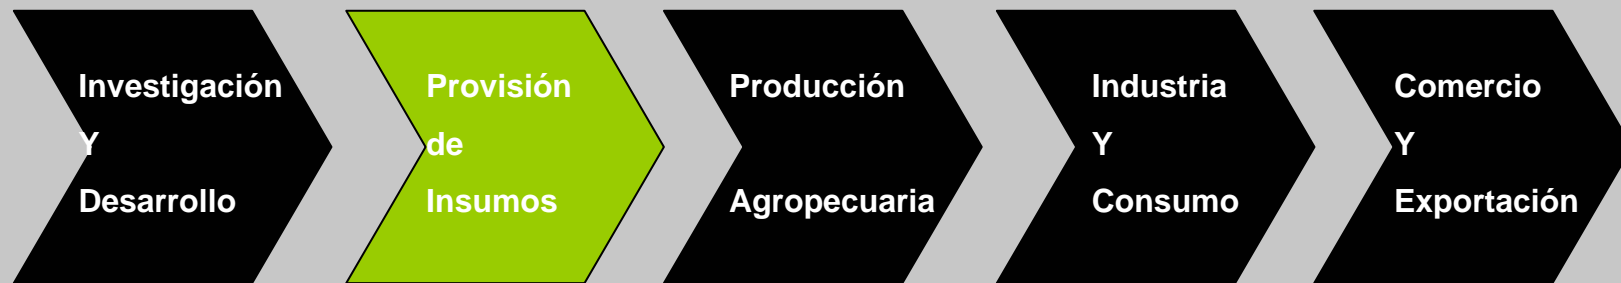 Investigación
Y
Desarrollo
Provisión
de
Insumos
Producción
Agropecuaria
Industria
Y
Consumo
Comercio
Y
Exportación